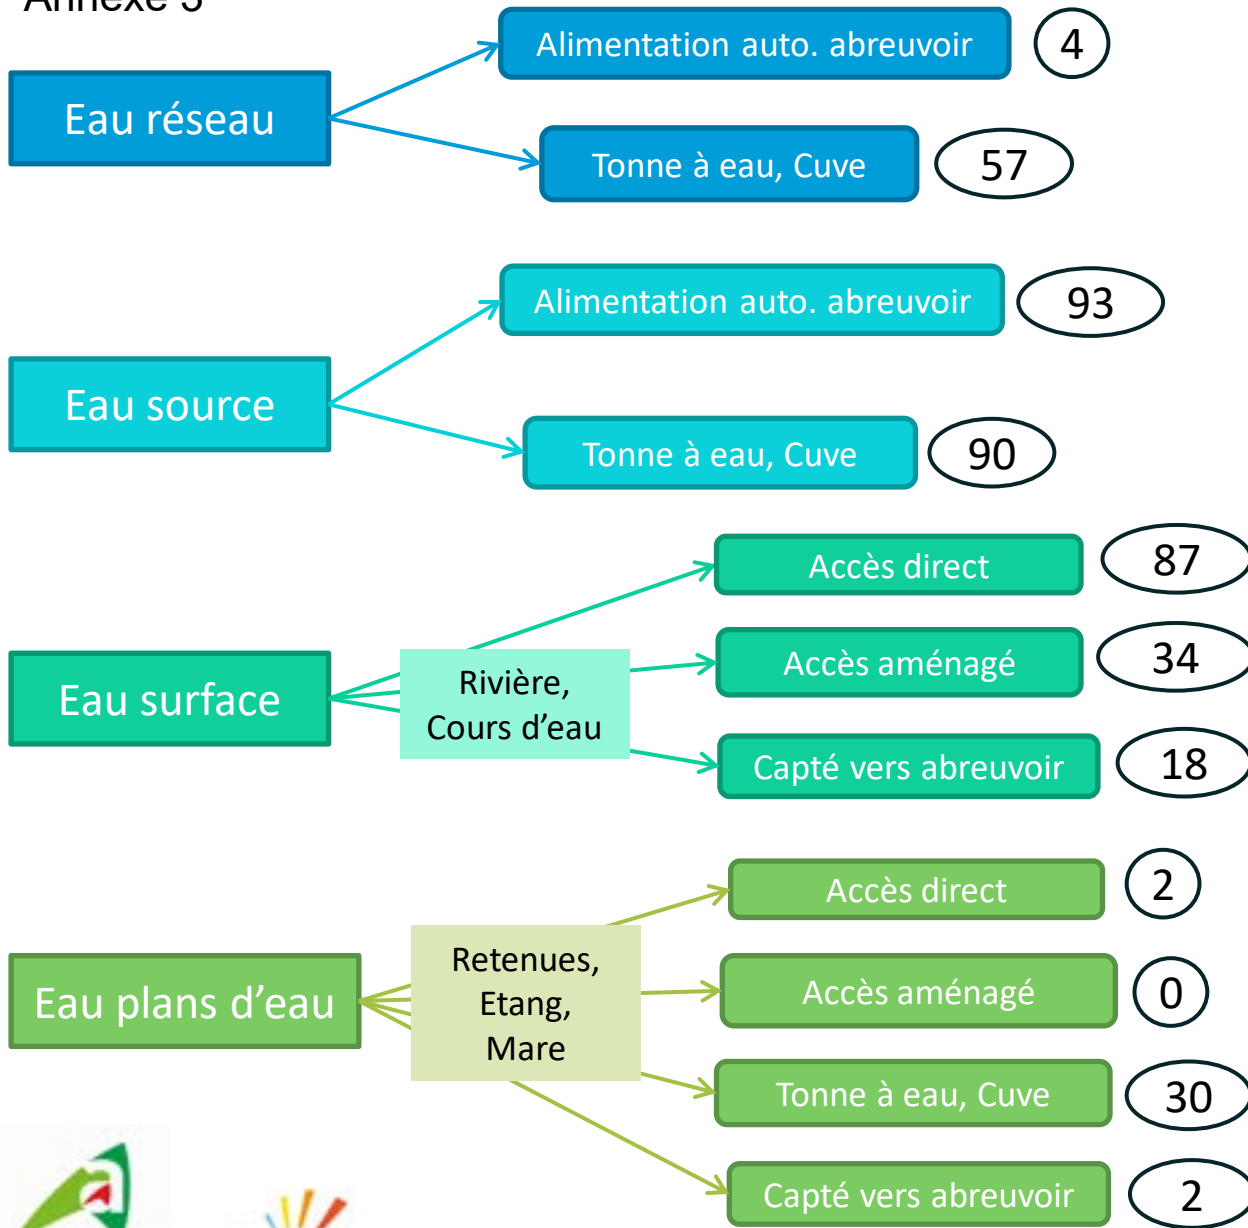 Annexe 3
Eau réseau
Alimentation auto. abreuvoir
4
Tonne à eau, Cuve
57
Eau source
Alimentation auto. abreuvoir
93
Tonne à eau, Cuve
90
Eau surface
Rivière,
Cours d’eau
Accès direct
87
Accès aménagé
34
Capté vers abreuvoir
18
Eau plans d’eau
Retenues,
Etang,
Mare
Accès direct
2
Accès aménagé
0
Tonne à eau, Cuve
30
Capté vers abreuvoir
2